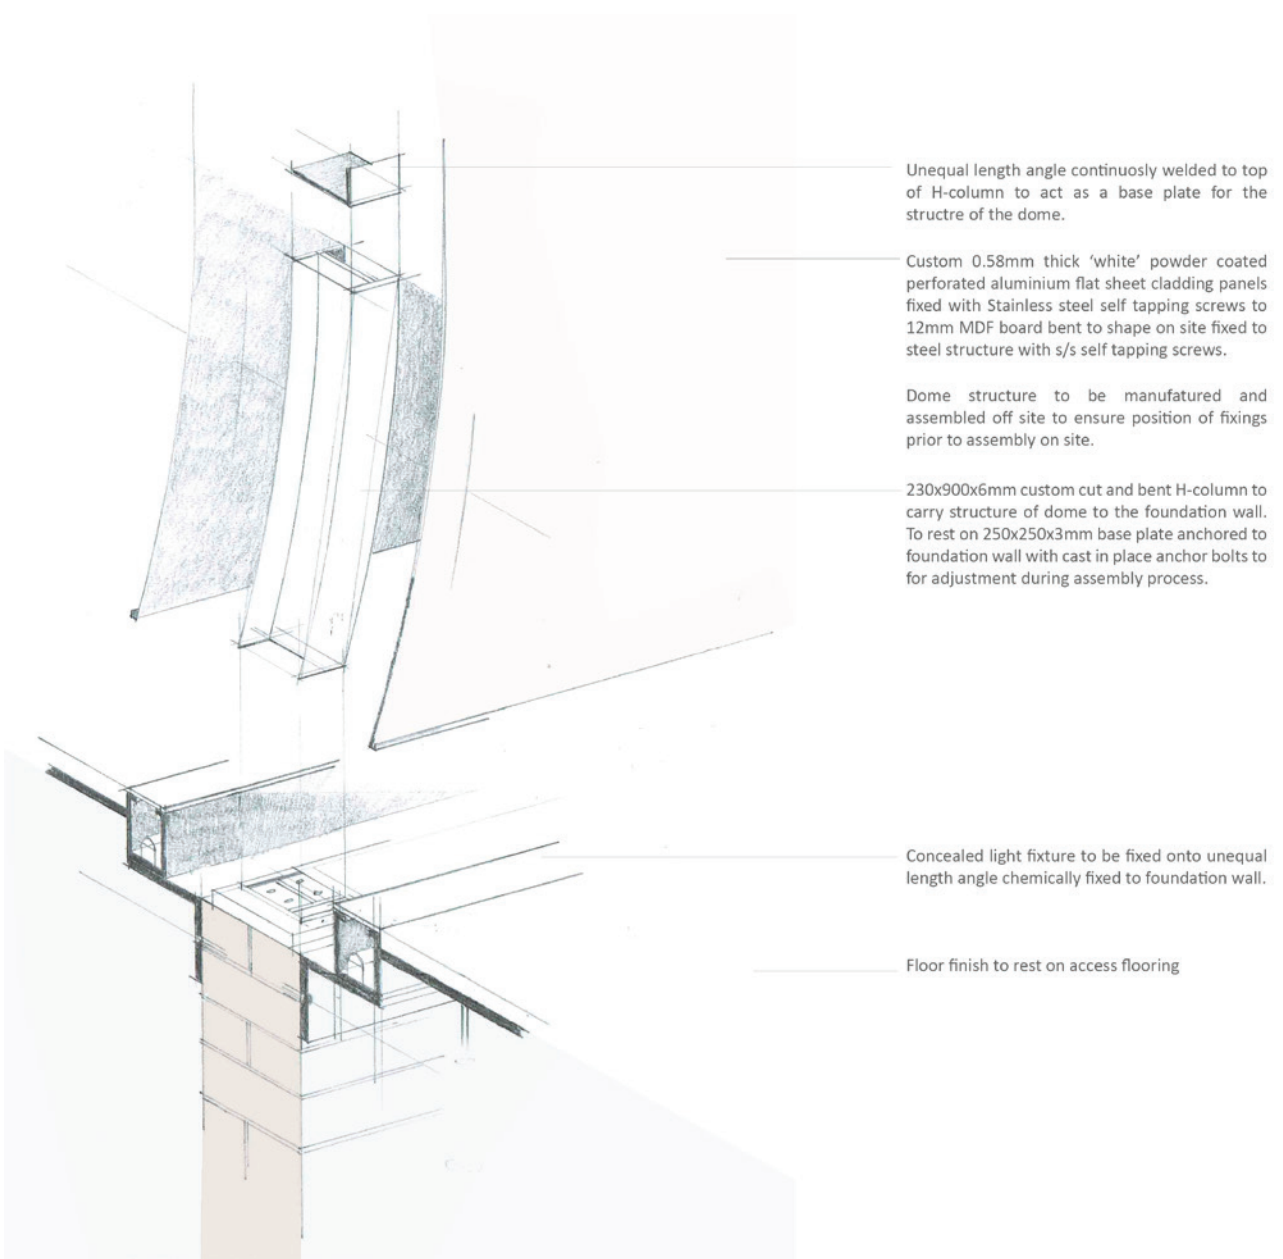 Unequal length angle continuosly welded to top
of H-column to act as a base plate for the
structre of the dome.
Custom 0.58mm thick ‘white’ powder coated
perforated aluminium flat sheet cladding panels
fixed with Stainless steel self tapping screws to
12mm MDF board bent to shape on site fixed to
steel structure with s/s self tapping screws.
Dome structure to be manufatured and
assembled off site to ensure position of fixings
prior to assembly on site.
230x900x6mm custom cut and bent H-column to
carry structure of dome to the foundation wall.
To rest on 250x250x3mm base plate anchored to
foundation wall with cast in place anchor bolts to
for adjustment during assembly process.
Concealed light fixture to be fixed onto unequal
length angle chemically fixed to foundation wall.
Floor finish to rest on access flooring